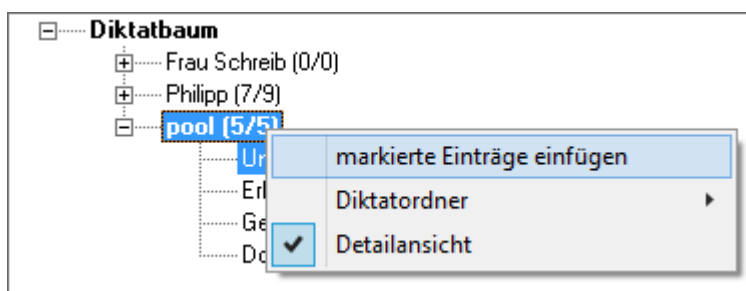 Diktatbaum
Frau Schreib (0/0)
Philipp (7/9)
pool (5/5)
markierte Einträge einfügen
Diktatordner
Detailansicht